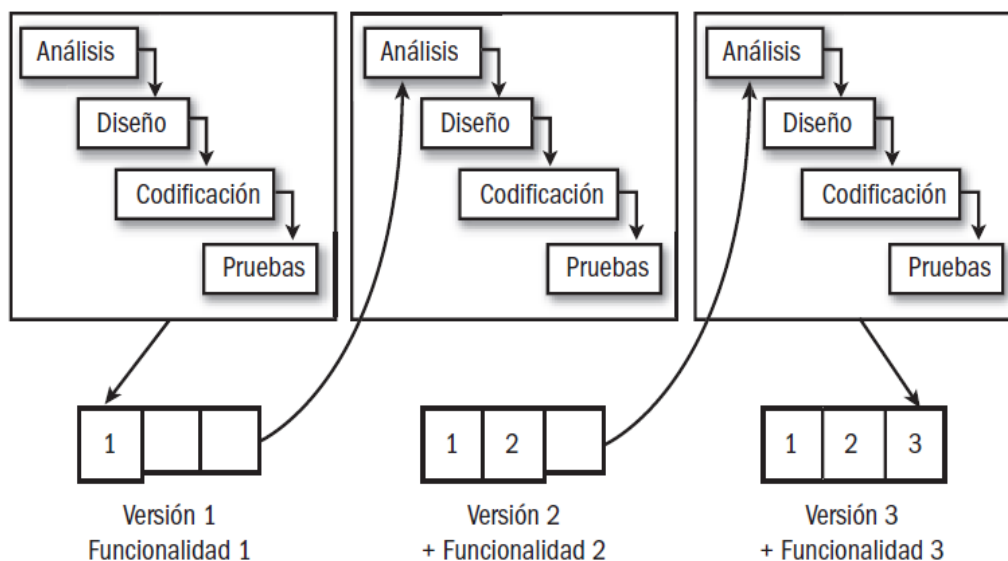 Análisis
Diseño
Codificación
Pruebas
Análisis
Diseño
Codificación
Pruebas
Análisis
Diseño
Codificación
Pruebas
1
1 2
1 2 3
Versión 1
Funcionalidad 1
Versión 2
+ Funcionalidad 2
Versión 3
+ Funcionalidad 3